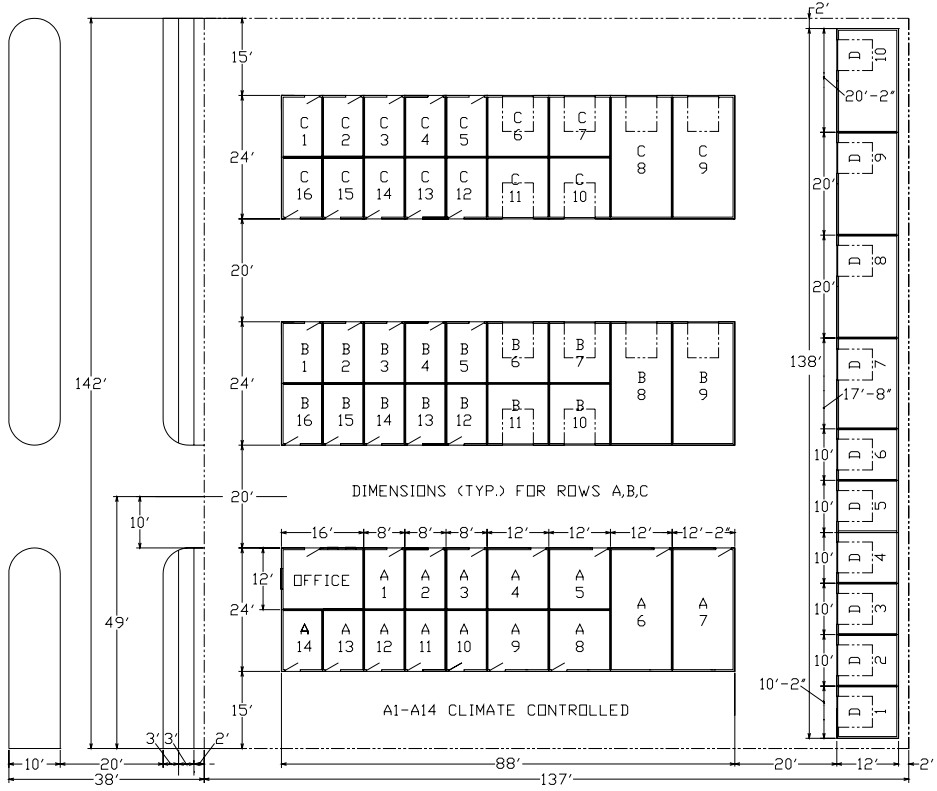 2'
15'
C 1
C 2
C 3
C 4
C 5
C 6
C 7
C 8
C 9
D 10
20'-2"
24'
C 16
C 15
C 14
C 13
C 12
C 11
C 10
D 9
20'
20'
D 8
20'
B 1
B 2
B 3
B 4
B 5
B 6
B 7
B 8
B 9
138'
D 7
142'
24'
17'-8"
B 16
B 15
B 14
B 13
B 12
B 11
B 10
10'
D 6
DIMENSIONS (TYP.) FOR ROWS A,B,C
20'
10'
10'
D 5
16'
8'
8'
8'
12'
12'
12'
12'-2"
10'
D 4
12'
OFFICE
A 1
A 2
A 3
A 4
A 5
A 6
A 7
24'
49'
10'
D 3
A 14
A 13
A 12
A 11
A 10
A 9
A 8
10'
D 2
10'-2"
15'
A1-A14 CLIMATE CONTROLLED
D 1
3'
3'
2'
10'
20'
88'
20'
12'
2'
38'
137'